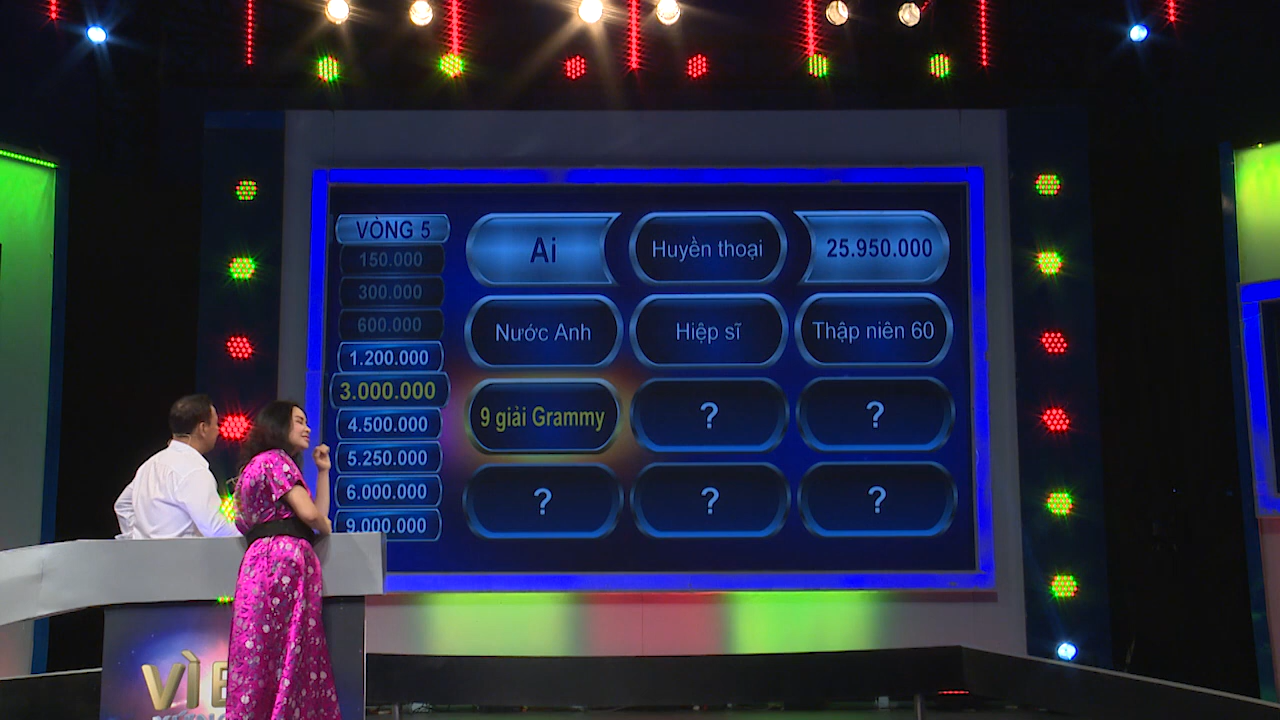 VÒNG 5
150.000
300.000
600.000
1.200.000
3.000.000
4.500.000
5.250.000
6.000.000
9.000.000
Ai
Huyền thoại
25.950.000
Nước Anh
Hiệp sĩ
Thập niên 60
9 giải Grammy
?
?
?
?
?
VÌ